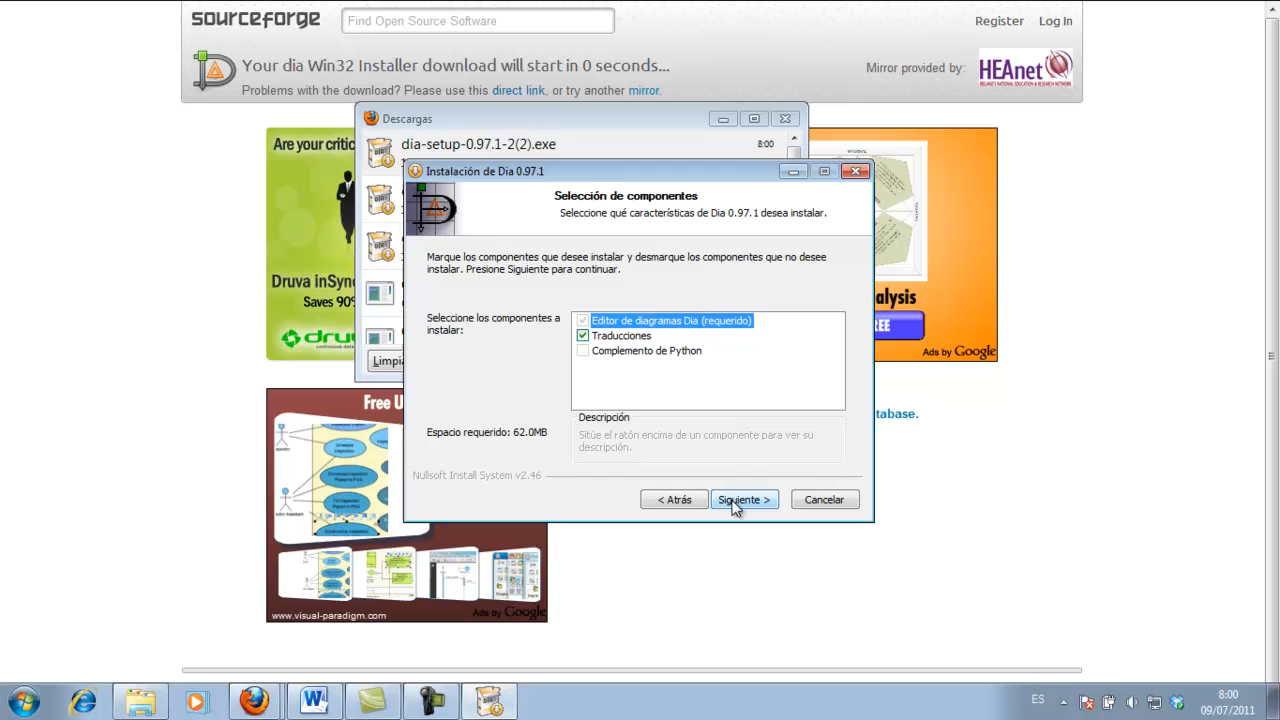 sourceforge
Find Open Source Software
Register
Log In
Your dia Win32 Installer download will start in 0 seconds...
Problems with the download? Please use this direct link, or try another mirror.
Mirror provided by:
HEAnet
Are your critic
Druva inSyn
Saves 90%
dru
Descargas
dia-setup-0.97.1-2(2).exe
8:00
Limpia
Instalación de Dia 0.97.1
Selección de componentes
Seleccione qué características de Dia 0.97.1 desea instalar.
Marque los componentes que desee instalar y desmarque los componentes que no desee
instalar. Presione Siguiente para continuar.
Seleccione los componentes a
instalar:
Editor de diagramas Dia (requerido)
Traducciones
Complemento de Python
Espacio requerido: 62.0MB
Descripción
Sitúe el ratón encima de un componente para ver su
descripción.
Nullsoft Install System v2.46
< Atrás
Siguiente >
Cancelar
alysis
EE
Ads by Google
tabase.
Free U
www.visual-paradigm.com
Ads by Google
ES
8:00
09/07/2011